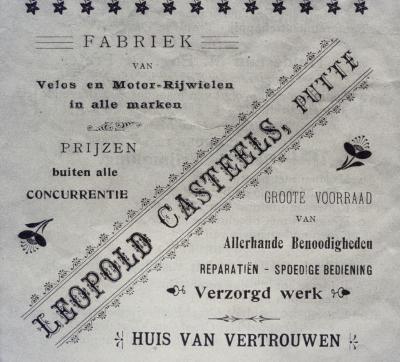 FABRIEK
VAN
Velos en Motor-Rijwielen
in alle marken
PRIJZEN
buiten alle
CONCURRENTIE
LEOPOLD CASTEELS, PUTTE
GROOTE VOORRAAD
VAN
Allerhande Benoodigheden
REPARATIËN - SPOEDIGE BEDIENING
Verzorgd werk
HUIS VAN VERTROUWEN